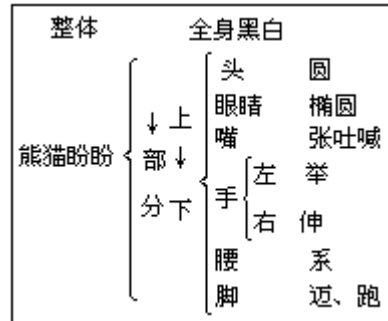 整体 全身黑白
头 圆
↓ 上
眼睛 椭圆
嘴 张吐喊
熊猫盼盼
部 ↓
手
左 举
右 伸
分 下
腰 系
脚 迈、跑